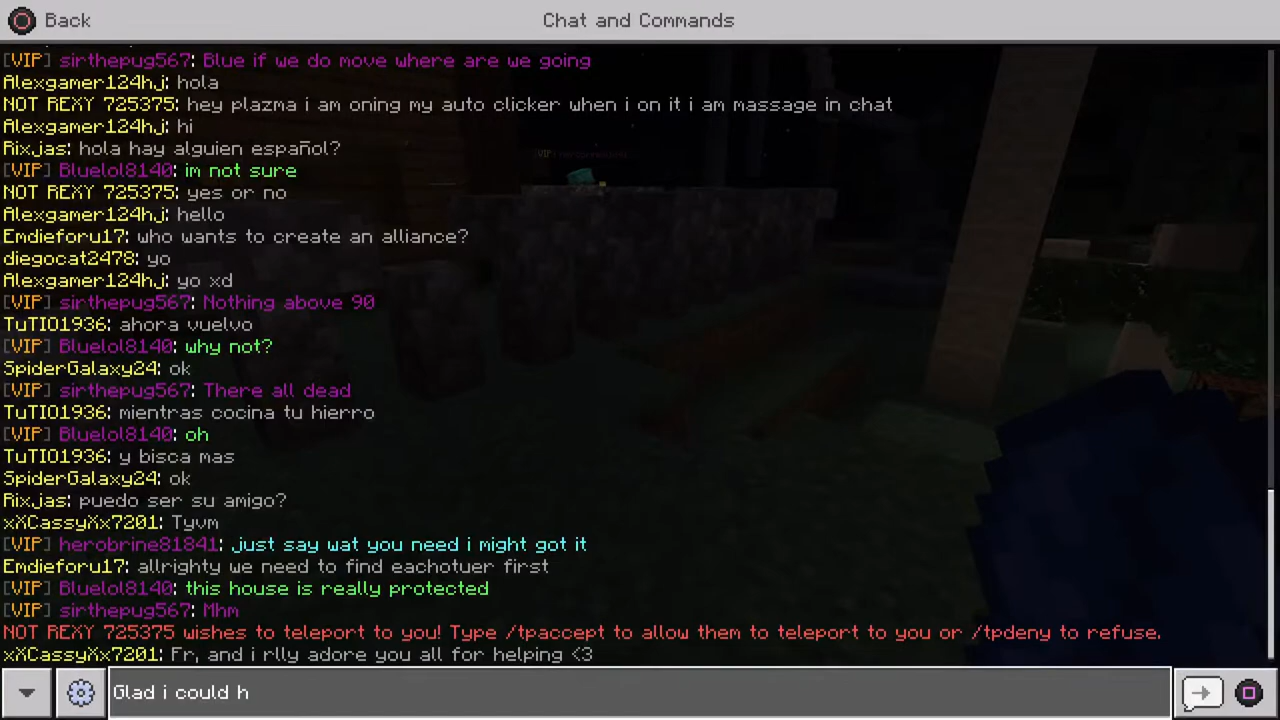 Back
Chat and Commands
[VIP] sirthepug567: Blue if we do move where are we going
Alexgamer124hj: hola
NOT REXY 725375: hey plazma i am oning my auto clicker when i on it i am massage in chat
Alexgamer124hj: hi
Rixjas: hola hay alguien español?
[VIP] Bluelol8140: im not sure
NOT REXY 725375: yes or no
Alexgamer124hj: hello
Emdieforu17: who wants to create an alliance?
diegocat2478: yo
Alexgamer124hj: yo xd
[VIP] sirthepug567: Nothing above 90
TuTIO1936: ahora vuelvo
[VIP] Bluelol8140: why not?
SpiderGalaxy24: ok
[VIP] sirthepug567: There all dead
TuTIO1936: mientras cocina tu hierro
[VIP] Bluelol8140: oh
TuTIO1936: y bisca mas
SpiderGalaxy24: ok
Rixjas: puedo ser su amigo?
xXCassyXx7201: Tyvm
[VIP] herobrine81841: just say wat you need i might got it
Emdieforu17: allrighty we need to find eachotuer first
[VIP] Bluelol8140: this house is really protected
[VIP] sirthepug567: Mhm
NOT REXY 725375 wishes to teleport to you! Type /tpaccept to allow them to teleport to you or /tpdeny to refuse.
xXCassyXx7201: Fr, and i rlly adore you all for helping <3
Glad i could h